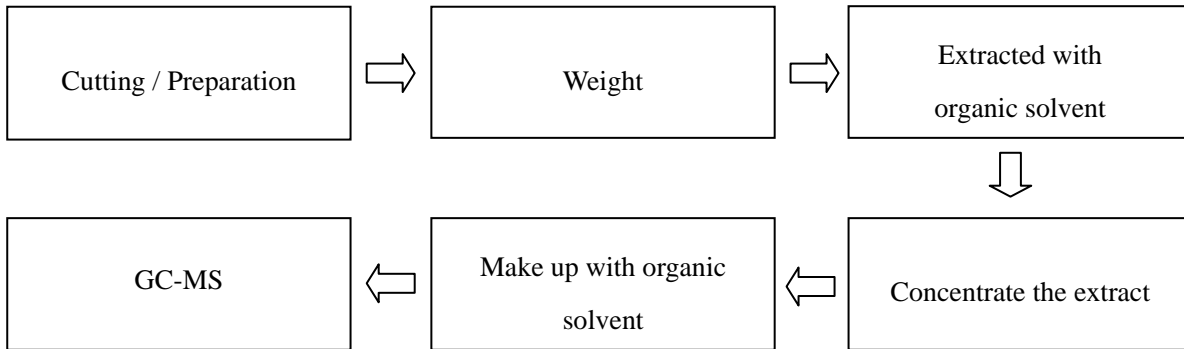 Cutting / Preparation
Weight
Extracted with
organic solvent
Concentrate the extract
Make up with organic
solvent
GC-MS